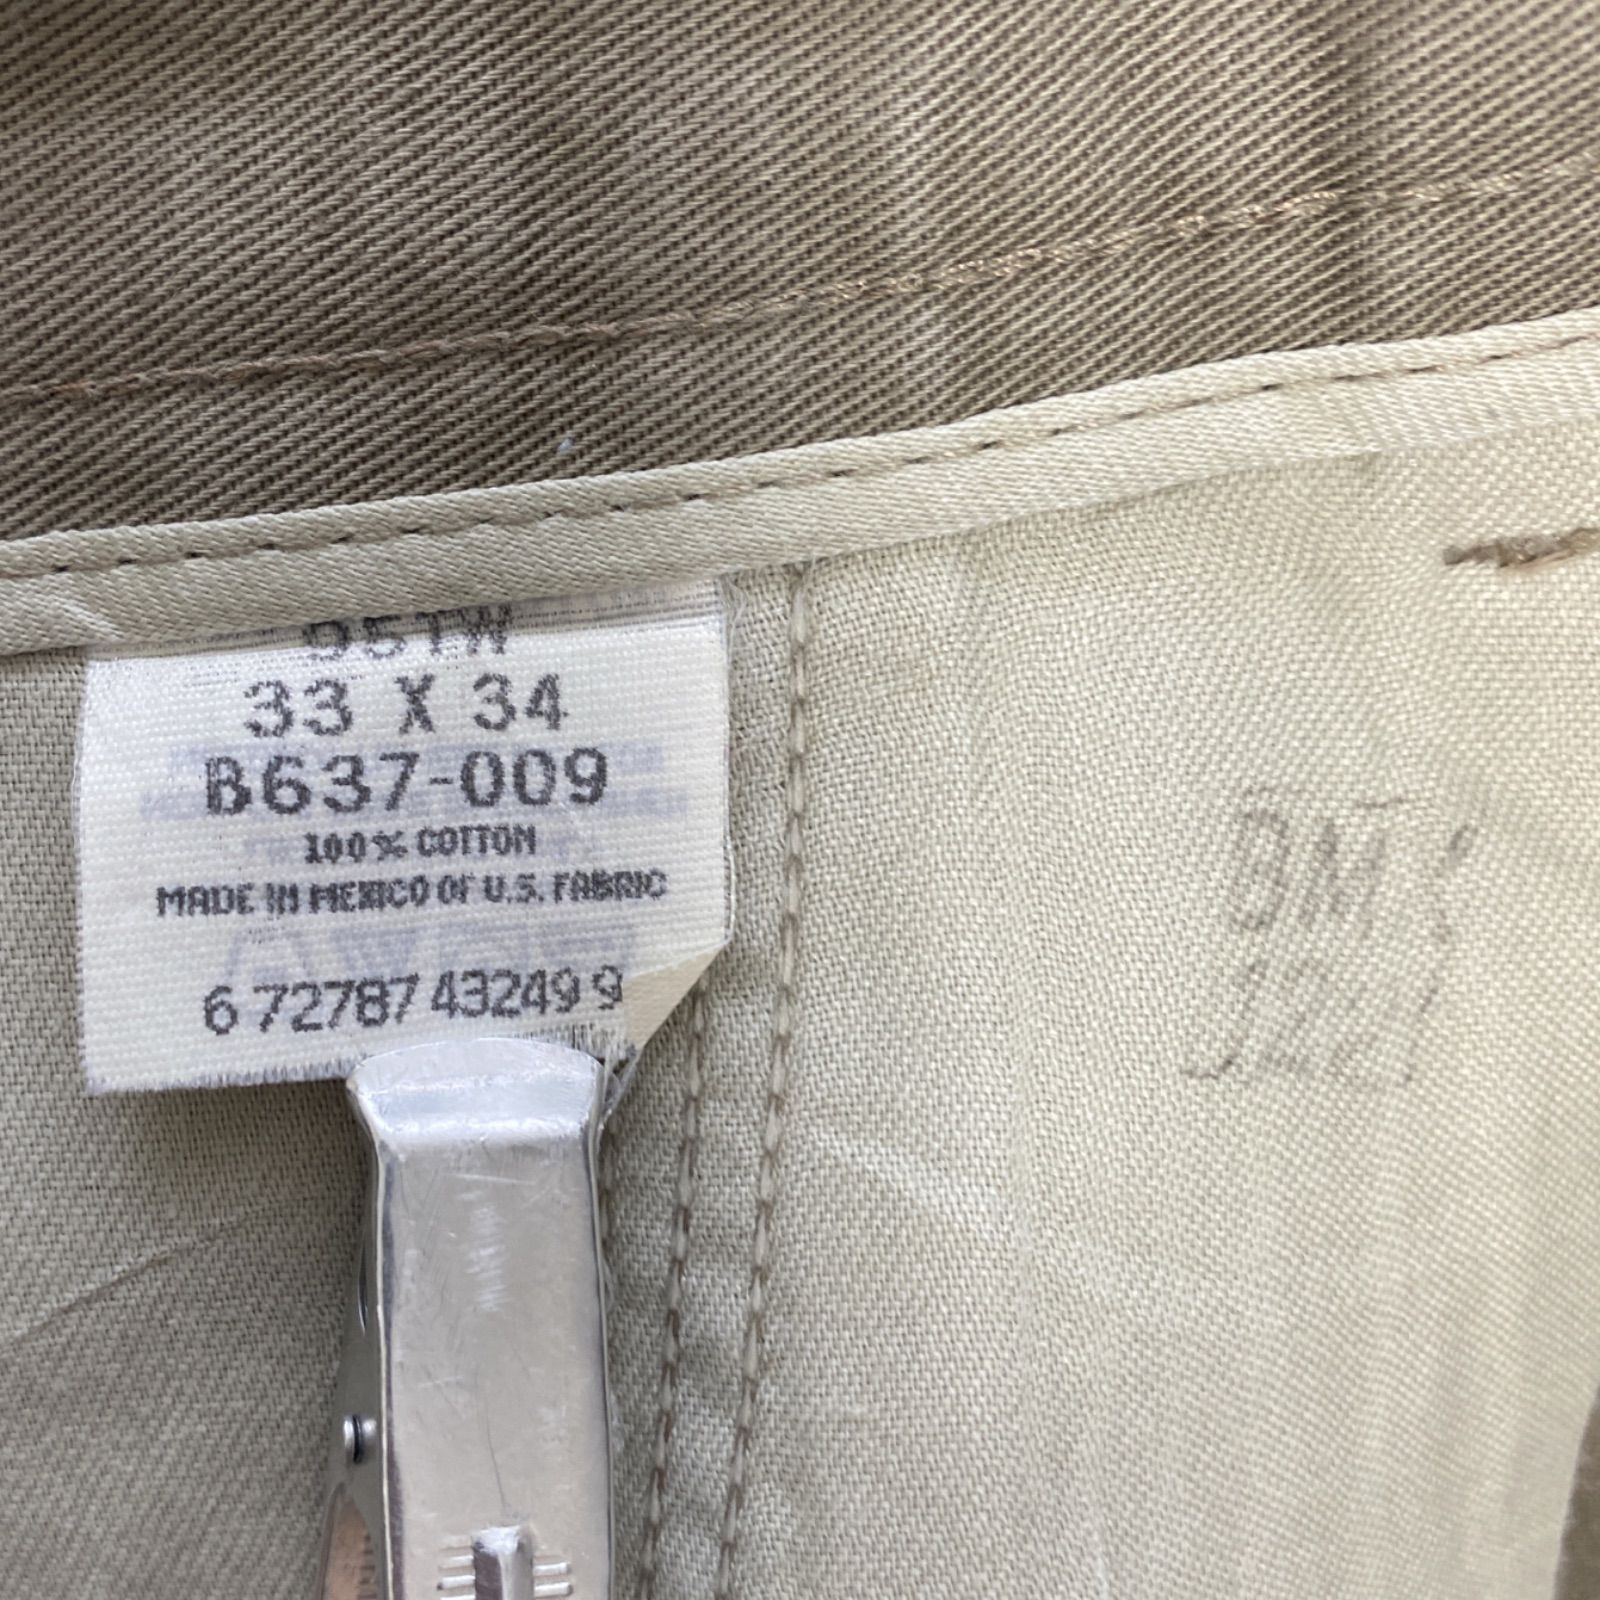 33 X 34
B637-009
100% COTTON
MADE IN MEXICO OF U.S. FABRIC
6 72787 43249 9